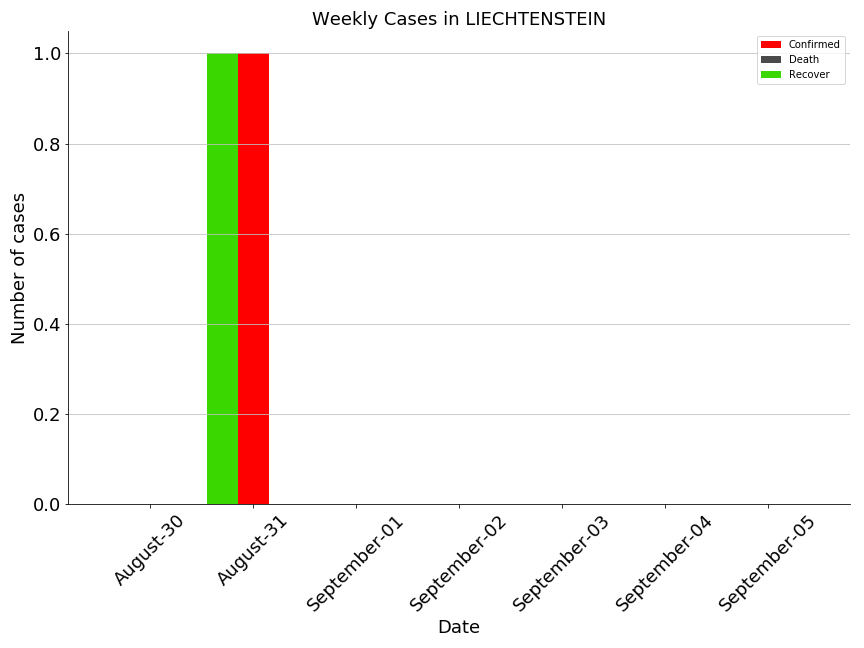 Weekly Cases in LIECHTENSTEIN
Confirmed
Death
Recover
Number of cases
1.0
0.8
0.6
0.4
0.2
0.0
August-30
August-31
September-01
September-02
September-03
September-04
September-05
Date